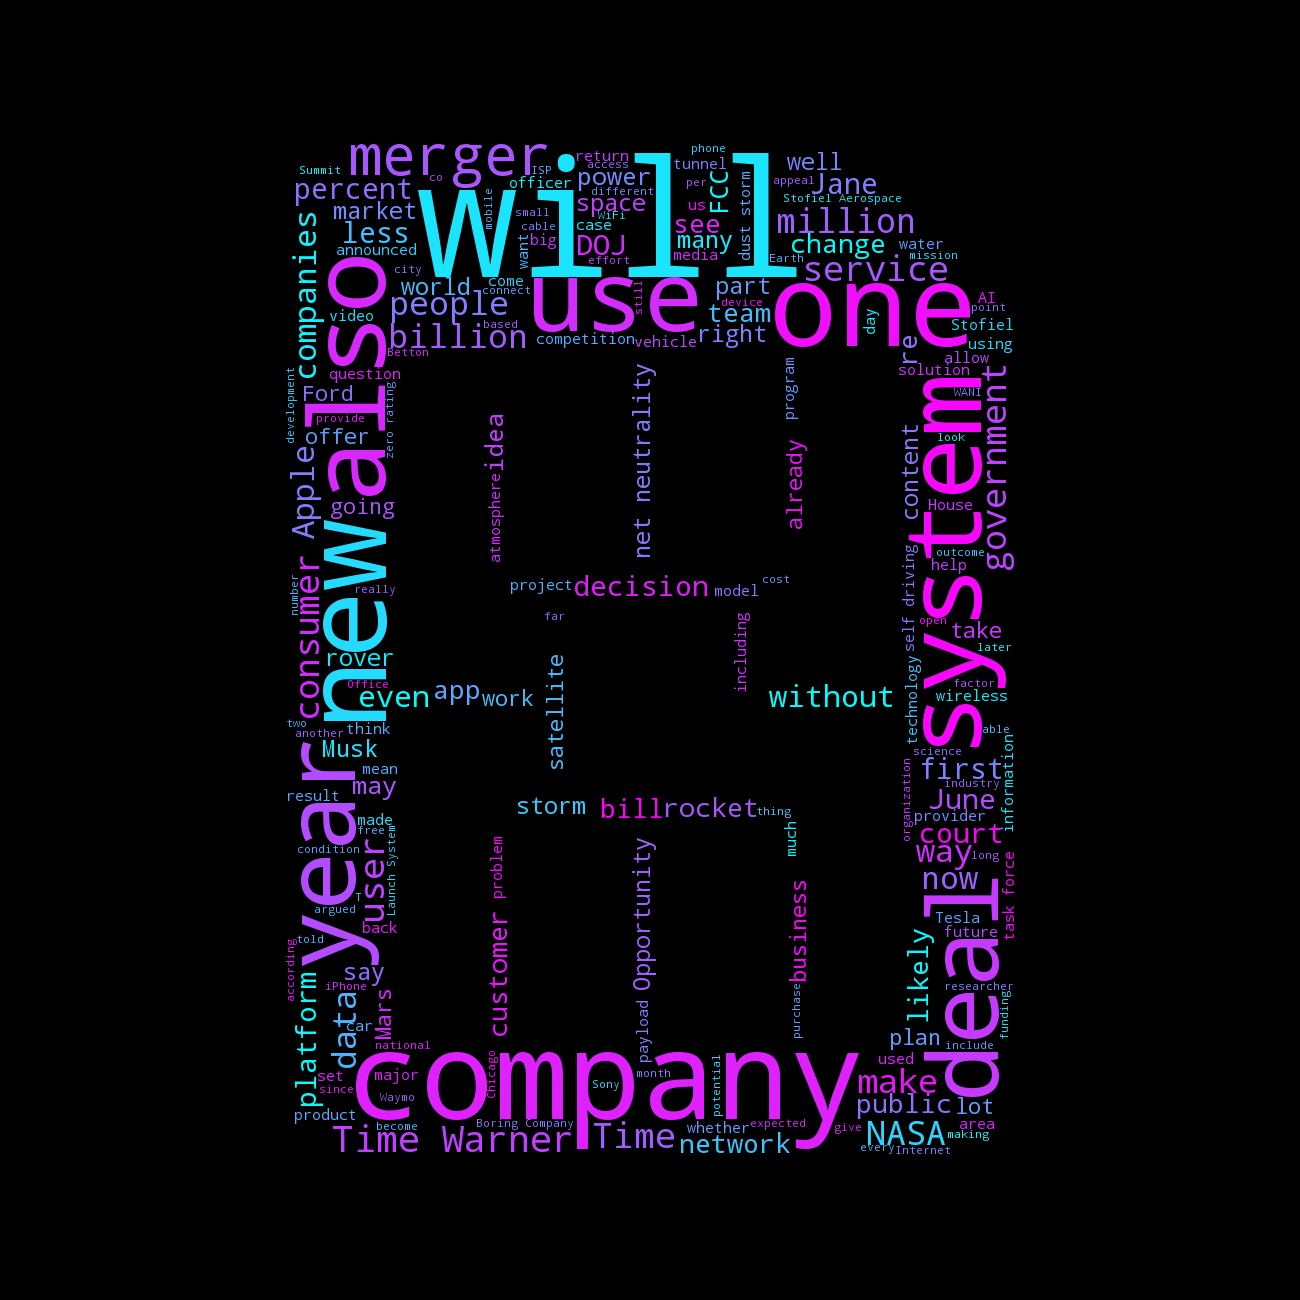 phone
merger
will
return
access
ISP
co
Summit
tunnel
well
percent
officer
power
per
appeal
Jane
different
mobile
space
FCC
Stofiel Aerospace
us
market
small
WiFi
companies
less
cable
case
see
million
dust storm
announced
want
big
DOJ
many
change
water
media
effort
Earth
mission
also
city
world
come
use
still
part
one
service
AI
connect
people
device
point
video
based
team
day
Stofiel
billion
competition
vehicle
right
re
using
Betton
allow
question
solution
development
Ford
zero rating
net neutrality
program
system
government
WANI
provide
idea
offer
already
content
look
Apple
atmosphere
going
House
new
outcome
self driving
help
consumer
number
really
project
decision
model
cost
far
including
open
take
rover
later
satellite
technology
Office
even
app
work
without
factor
wireless
two
another
think
able
Musk
science
information
year
mean
first
may
organization
industry
result
storm
bill
rocket
thing
June
made
free
much
provider
court
user
Launch System
condition
problem
Opportunity
way
long
task force
now
T
argued
customer
business
deal
back
Tesla
told
likely
future
according
say
platform
iPhone
data
Mars
purchase
researcher
funding
car
payload
plan
include
national
company
Chicago
used
set
major
month
Sony
potential
make
since
Waymo
public
lot
product
become
Boring Company
whether
expected
give
area
Time Warner
Time
network
NASA
making
every
Internet